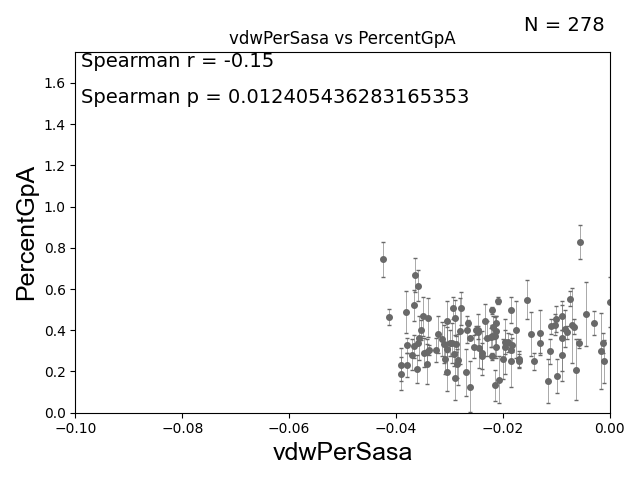 N = 278
vdwPerSasa vs PercentGpA
Spearman r = -0.15
Spearman p = 0.012405436283165353
1.6
1.4
1.2
1.0
0.8
0.6
0.4
0.2
0.0
PercentGpA
−0.10 −0.08 −0.06 −0.04 −0.02 0.00
vdwPerSasa